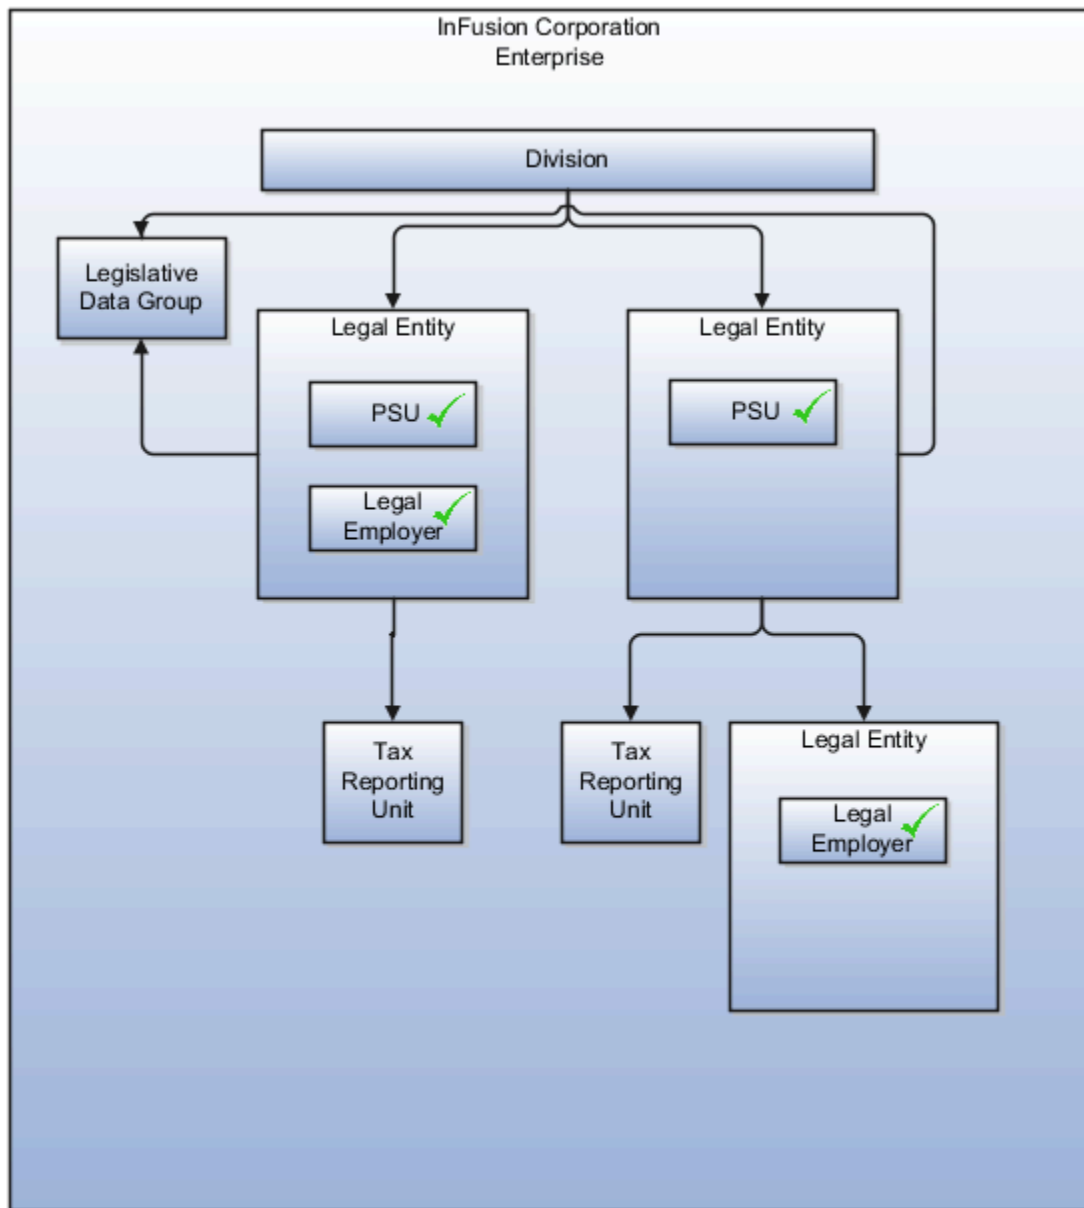 InFusion Corporation
Enterprise
Division
Legislative
Data Group
Legal Entity
PSU
Legal
Employer
Legal Entity
PSU
Tax
Reporting
Unit
Tax
Reporting
Unit
Legal Entity
Legal
Employer